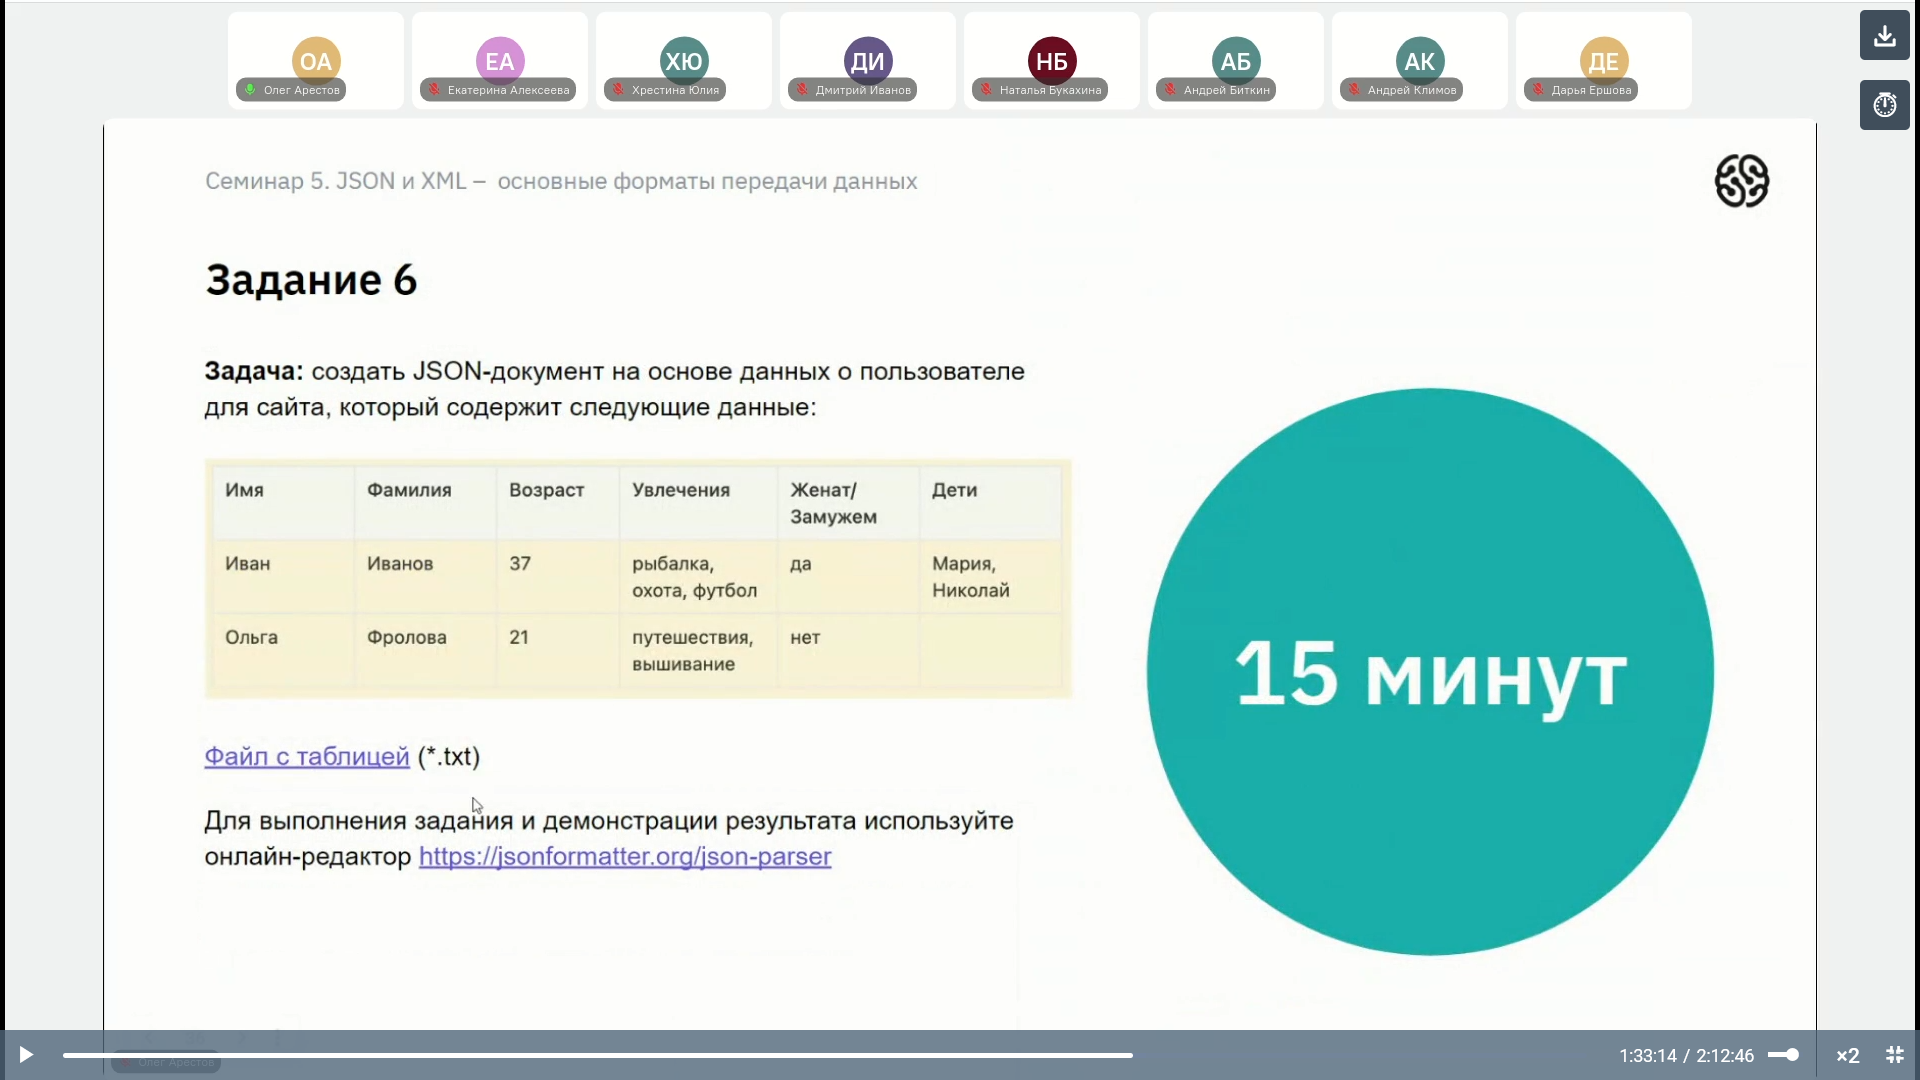 ОА ЕА ХЮ ДИ НБ АБ АК ДЕ
Олег Арестов Екатерина Алексеева Хрестина Юлия Дмитрий Иванов Наталья Букахина Андрей Биткин Андрей Климов Дарья Ершова
Семинар 5. JSON и XML – основные форматы передачи данных
Задание 6
Задача: создать JSON-документ на основе данных о пользователе
для сайта, который содержит следующие данные:
Имя Фамилия Возраст Увлечения Женат/ Дети
Замужем
Иван Иванов 37 рыбалка, да Мария,
охота, футбол Николай
Ольга Фролова 21 путешествия, нет
вышивание
15 минут
Файл с таблицей (*.txt)
Для выполнения задания и демонстрации результата используйте
онлайн-редактор https://jsonformatter.org/json-parser
Олег Арестов
1:33:14 / 2:12:46 ×2